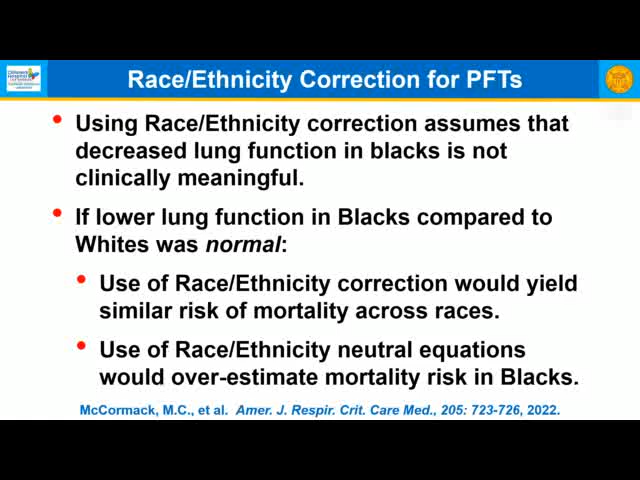 Childrens
Hospital
Race/Ethnicity Correction for PFTs
• Using Race/Ethnicity correction assumes that
decreased lung function in blacks is not
clinically meaningful.
• If lower lung function in Blacks compared to
Whites was normal:
• Use of Race/Ethnicity correction would yield
similar risk of mortality across races.
• Use of Race/Ethnicity neutral equations
would over-estimate mortality risk in Blacks.
McCormack, M.C., et al. Amer. J. Respir. Crit. Care Med., 205: 723-726, 2022.